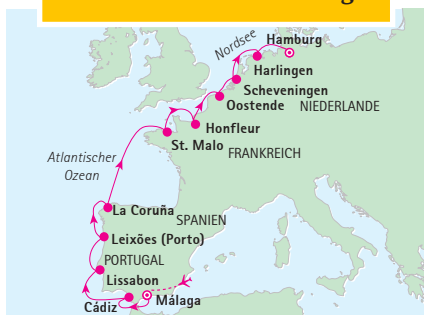 Nordsee
Hamburg
Harlingen
Scheveningen
Oostende
NIEDERLANDE
Honfleur
St. Malo
FRANKREICH
Atlantischer
Ozean
La Coruña
SPANIEN
Leixões (Porto)
PORTUGAL
Lissabon
Málaga
Cádiz